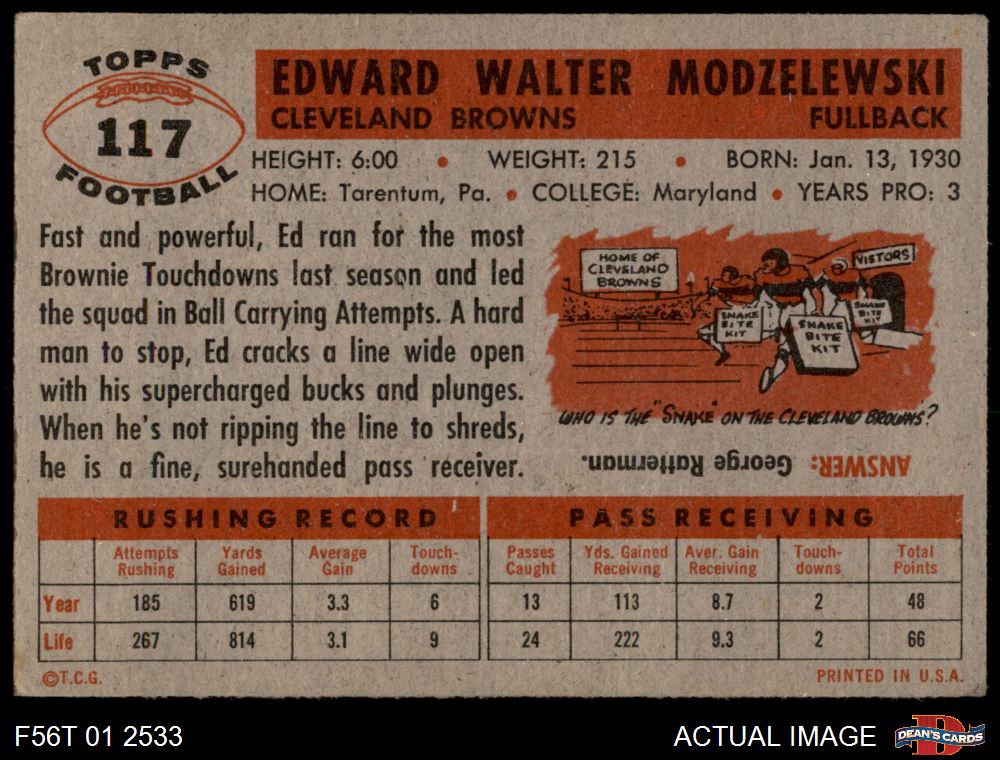 TOPPS
117
FOOTBALL
EDWARD WALTER MODZELEWSKI
CLEVELAND BROWNS FULLBACK
HEIGHT: 6:00 • WEIGHT: 215 • BORN: Jan. 13, 1930
HOME: Tarentum, Pa. • COLLEGE: Maryland • YEARS PRO: 3
Fast and powerful, Ed ran for the most
Brownie Touchdowns last season and led
the squad in Ball Carrying Attempts. A hard
man to stop, Ed cracks a line wide open
with his supercharged bucks and plunges.
When he's not ripping the line to shreds,
he is a fine, surehanded pass receiver.
HOME OF
CLEVELAND
BROWNS
VISITORS
SNAKE
BITE
KIT
SNAKE
BITE
KIT
SNAKE
BITE
KIT
WHO IS THE "SNAKE" ON THE CLEVELAND BROWNS?
ANSWER: George Ratterman.
RUSHING RECORD PASS RECEIVING
Attempts Rushing Yards Gained Average Gain Touch-downs Passes Caught Yds. Gained Receiving Aver. Gain Receiving Touch-downs Total Points
Year 185 619 3.3 6 13 113 8.7 2 48
Life 267 814 3.1 9 24 222 9.3 2 66
©T.C.G. PRINTED IN U.S.A.
F56T 01 2533 ACTUAL IMAGE D DEAN'S CARDS